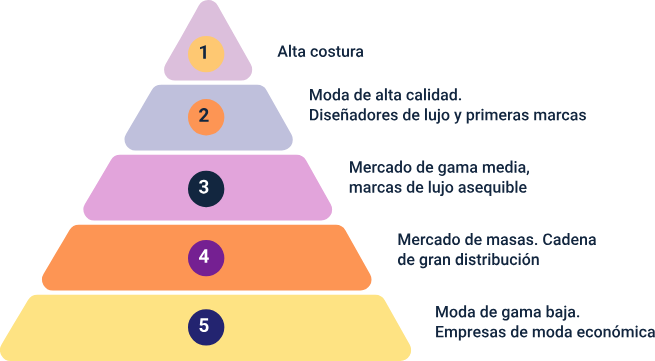 1
Alta costura
2
Moda de alta calidad.
Diseñadores de lujo y primeras marcas
3
Mercado de gama media,
marcas de lujo asequible
4
Mercado de masas. Cadena
de gran distribución
5
Moda de gama baja.
Empresas de moda económica